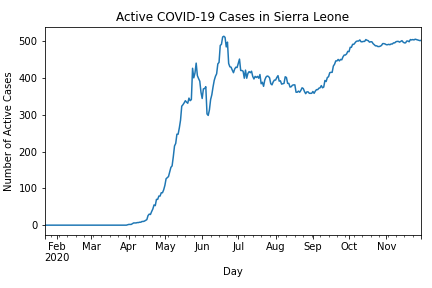 Active COVID-19 Cases in Sierra Leone
Number of Active Cases
500
400
300
200
100
0
Feb Mar Apr May Jun Jul Aug Sep Oct Nov
2020
Day